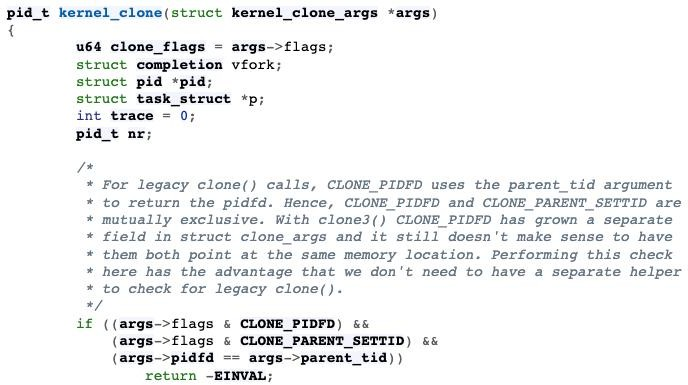 pid_t kernel_clone(struct kernel_clone_args *args)
{
        u64 clone_flags = args->flags;
        struct completion vfork;
        struct pid *pid;
        struct task_struct *p;
        int trace = 0;
        pid_t nr;

        /*
         * For legacy clone() calls, CLONE_PIDFD uses the parent_tid argument
         * to return the pidfd. Hence, CLONE_PIDFD and CLONE_PARENT_SETTID are
         * mutually exclusive. With clone3() CLONE_PIDFD has grown a separate
         * field in struct clone_args and it still doesn't make sense to have
         * them both point at the same memory location. Performing this check
         * here has the advantage that we don't need to have a separate helper
         * to check for legacy clone().
         */
        if ((args->flags & CLONE_PIDFD) &&
            (args->flags & CLONE_PARENT_SETTID) &&
            (args->pidfd == args->parent_tid))
                return -EINVAL;